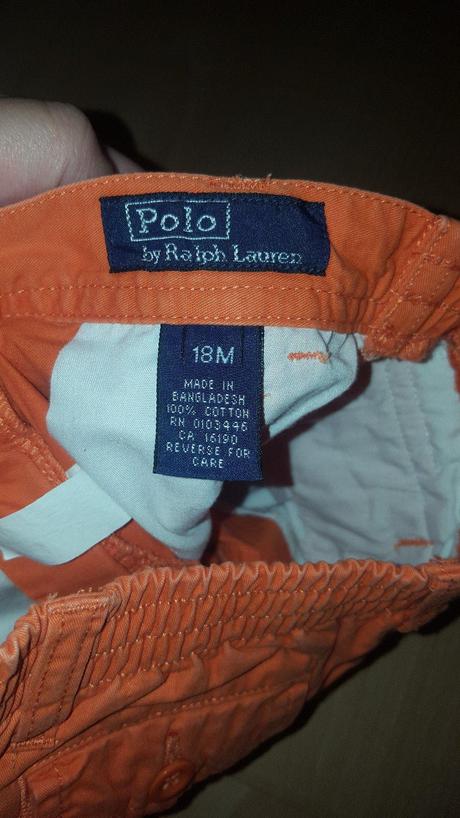 Polo
by Ralph Lauren
18M
MADE IN
BANGLADESH
100% COTTON
RN 0103446
CA 16190
REVERSE FOR
CARE